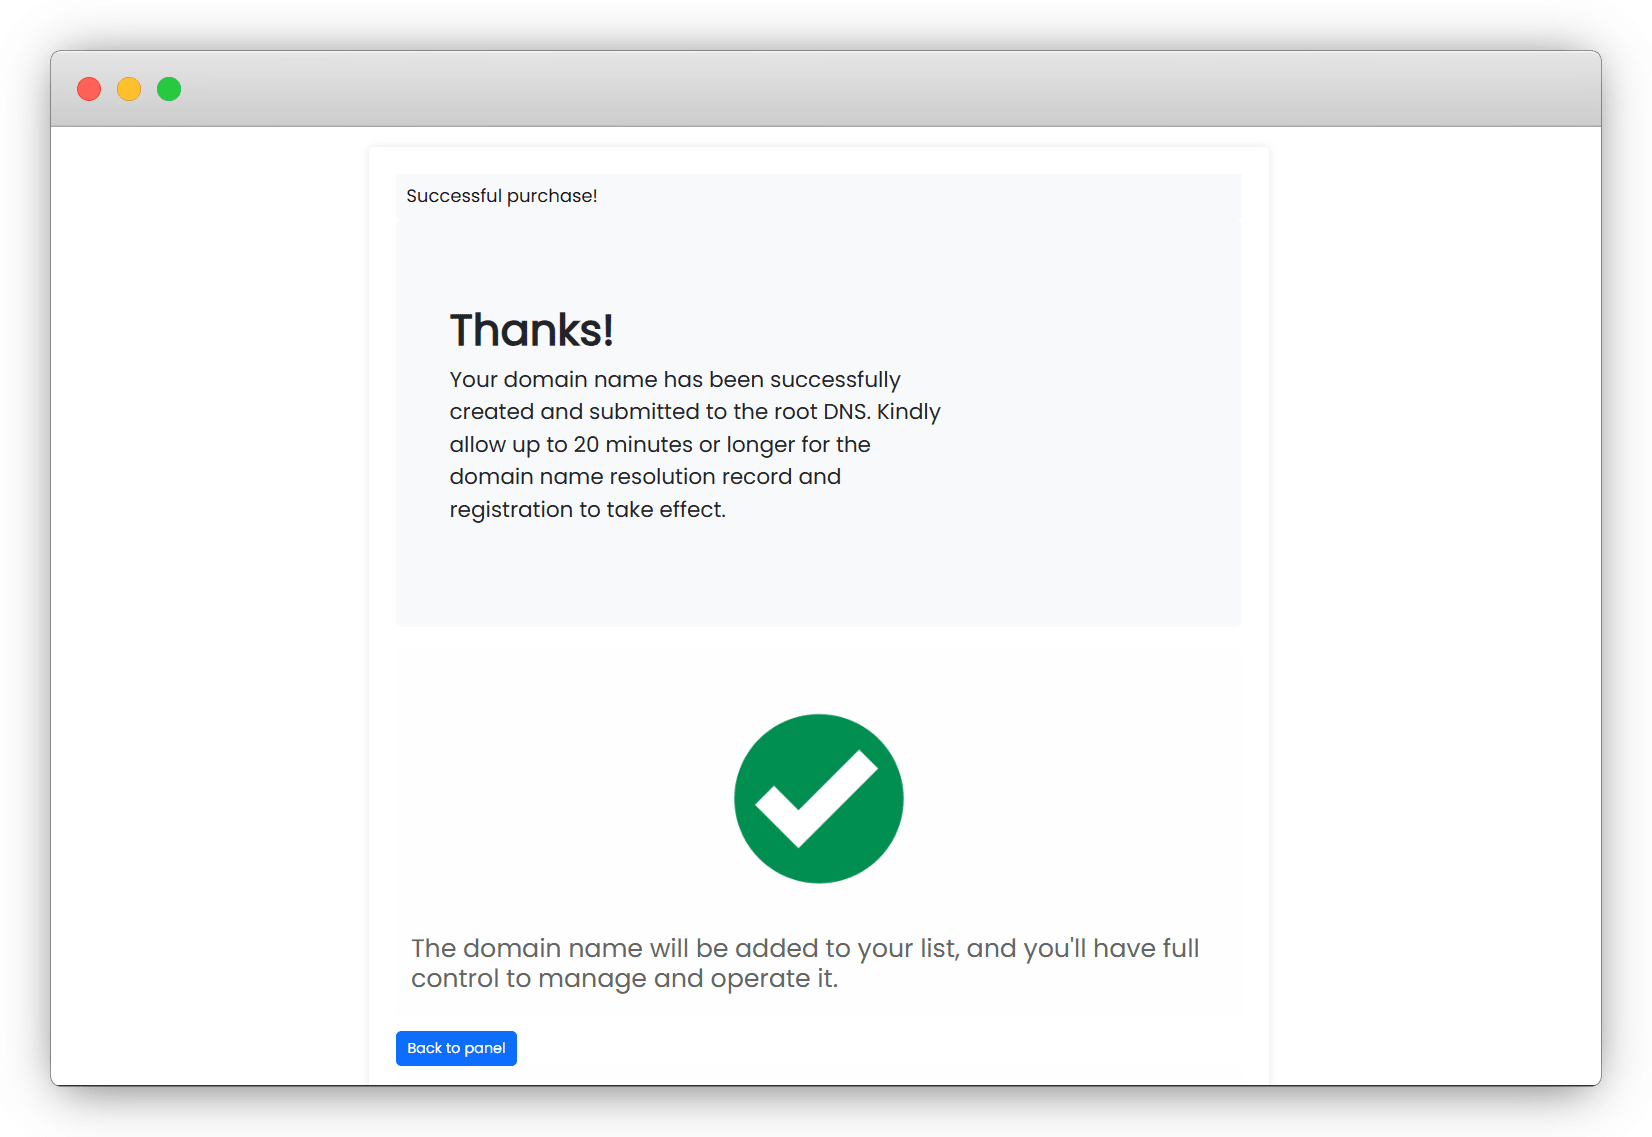 Successful purchase!
Thanks!
Your domain name has been successfully
created and submitted to the root DNS. Kindly
allow up to 20 minutes or longer for the
domain name resolution record and
registration to take effect.
The domain name will be added to your list, and you'll have full
control to manage and operate it.
Back to panel